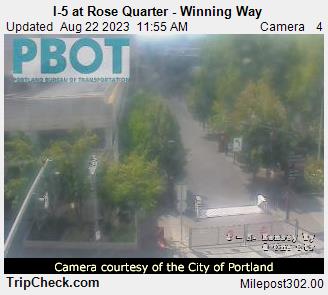 I-5 at Rose Quarter - Winning Way
Updated  Aug 22 2023  11:55 AM Camera 4
PBOT
PORTLAND BUREAU OF TRANSPORTATION
Camera courtesy of the City of Portland
TripCheck.com Milepost302.00